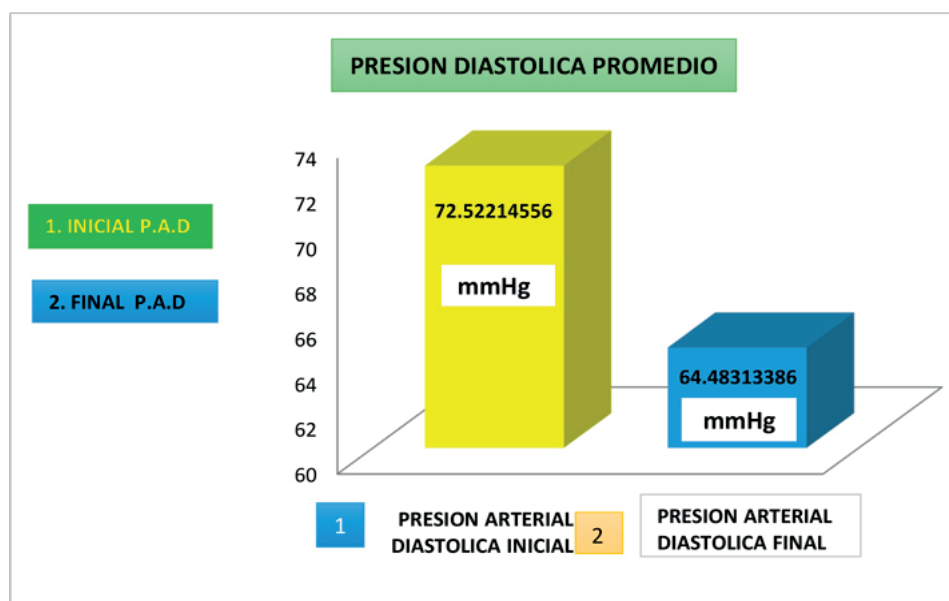 PRESION DIASTOLICA PROMEDIO
74
72
70
68
66
64
62
60
1. INICIAL P.A.D
2. FINAL P.A.D
72.52214556
mmHg
64.48313386
mmHg
1
PRESION ARTERIAL
DIASTOLICA INICIAL
2
PRESION ARTERIAL
DIASTOLICA FINAL